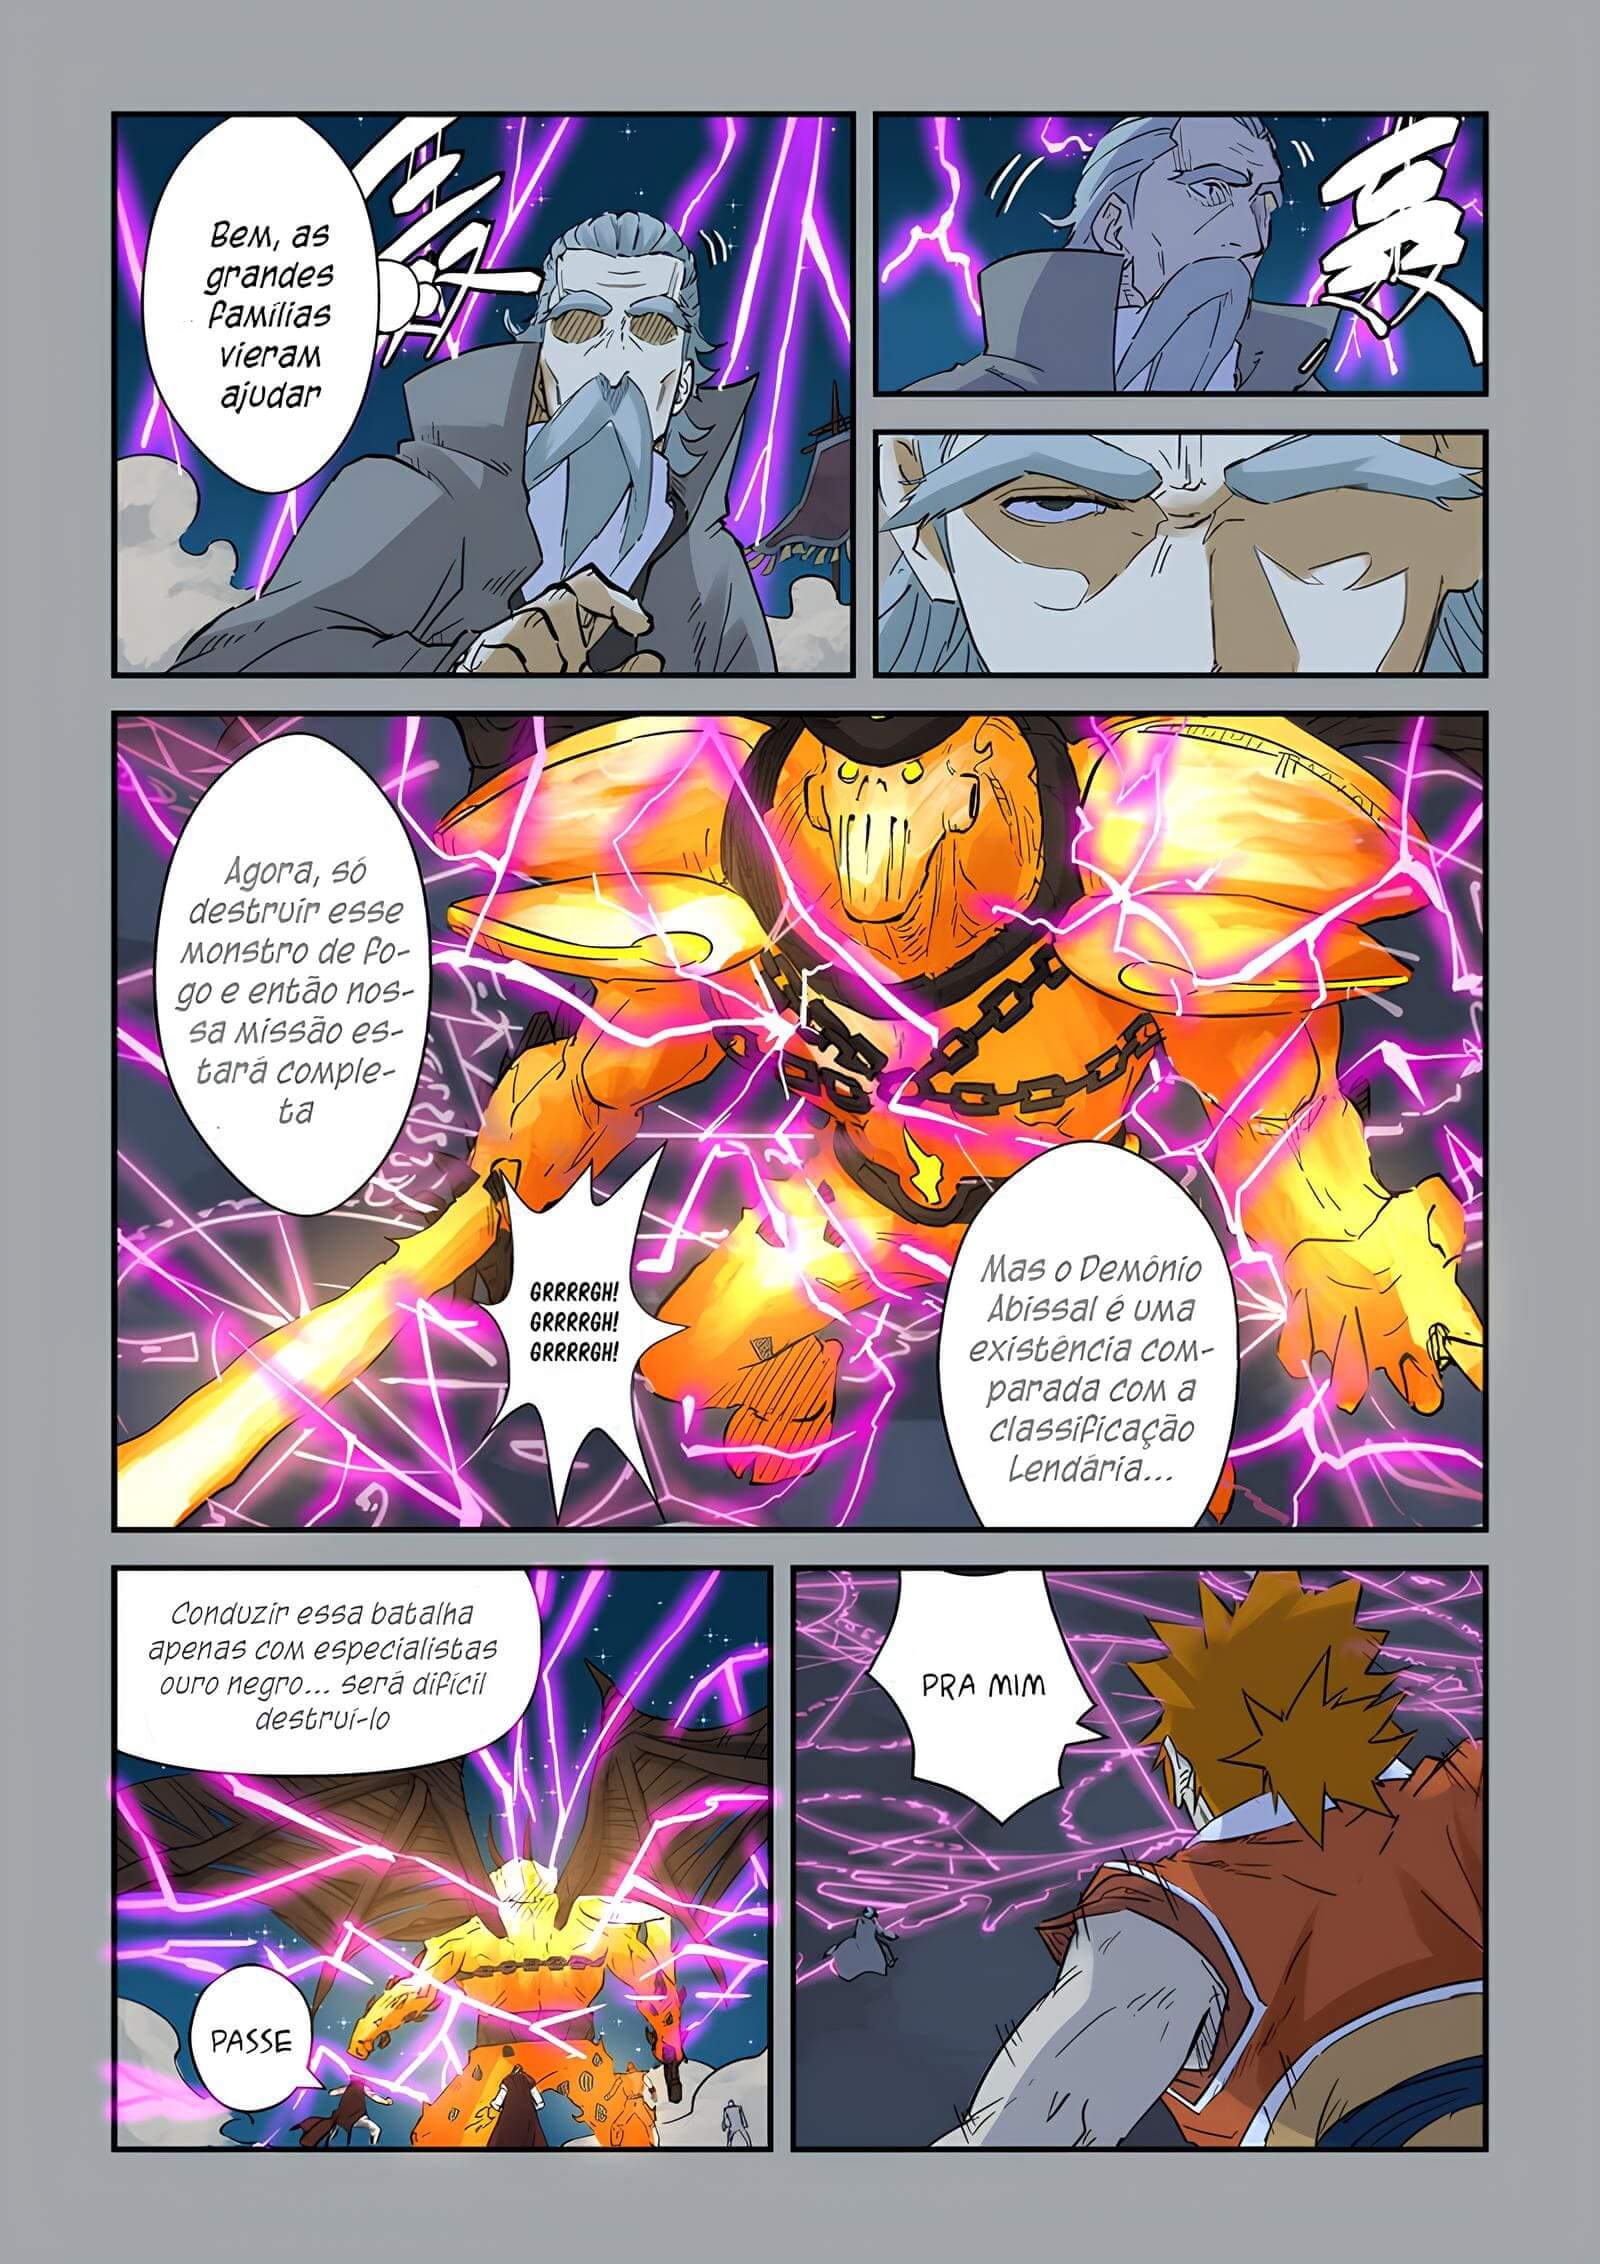 Bem, as
grandes
famílias
vieram
ajudar
Agora, só
destruir esse
monstro de fo-
go e então nos-
sa missão es-
tará comple-
ta
GRRRRGH!
GRRRRGH!
GRRRRGH!
Mas o Demônio
Abissal é uma
existência com-
parada com a
classificação
Lendária...
Conduzir essa batalha
apenas com especialistas
ouro negro... será difícil
destruí-lo
PASSE
PRA MIM